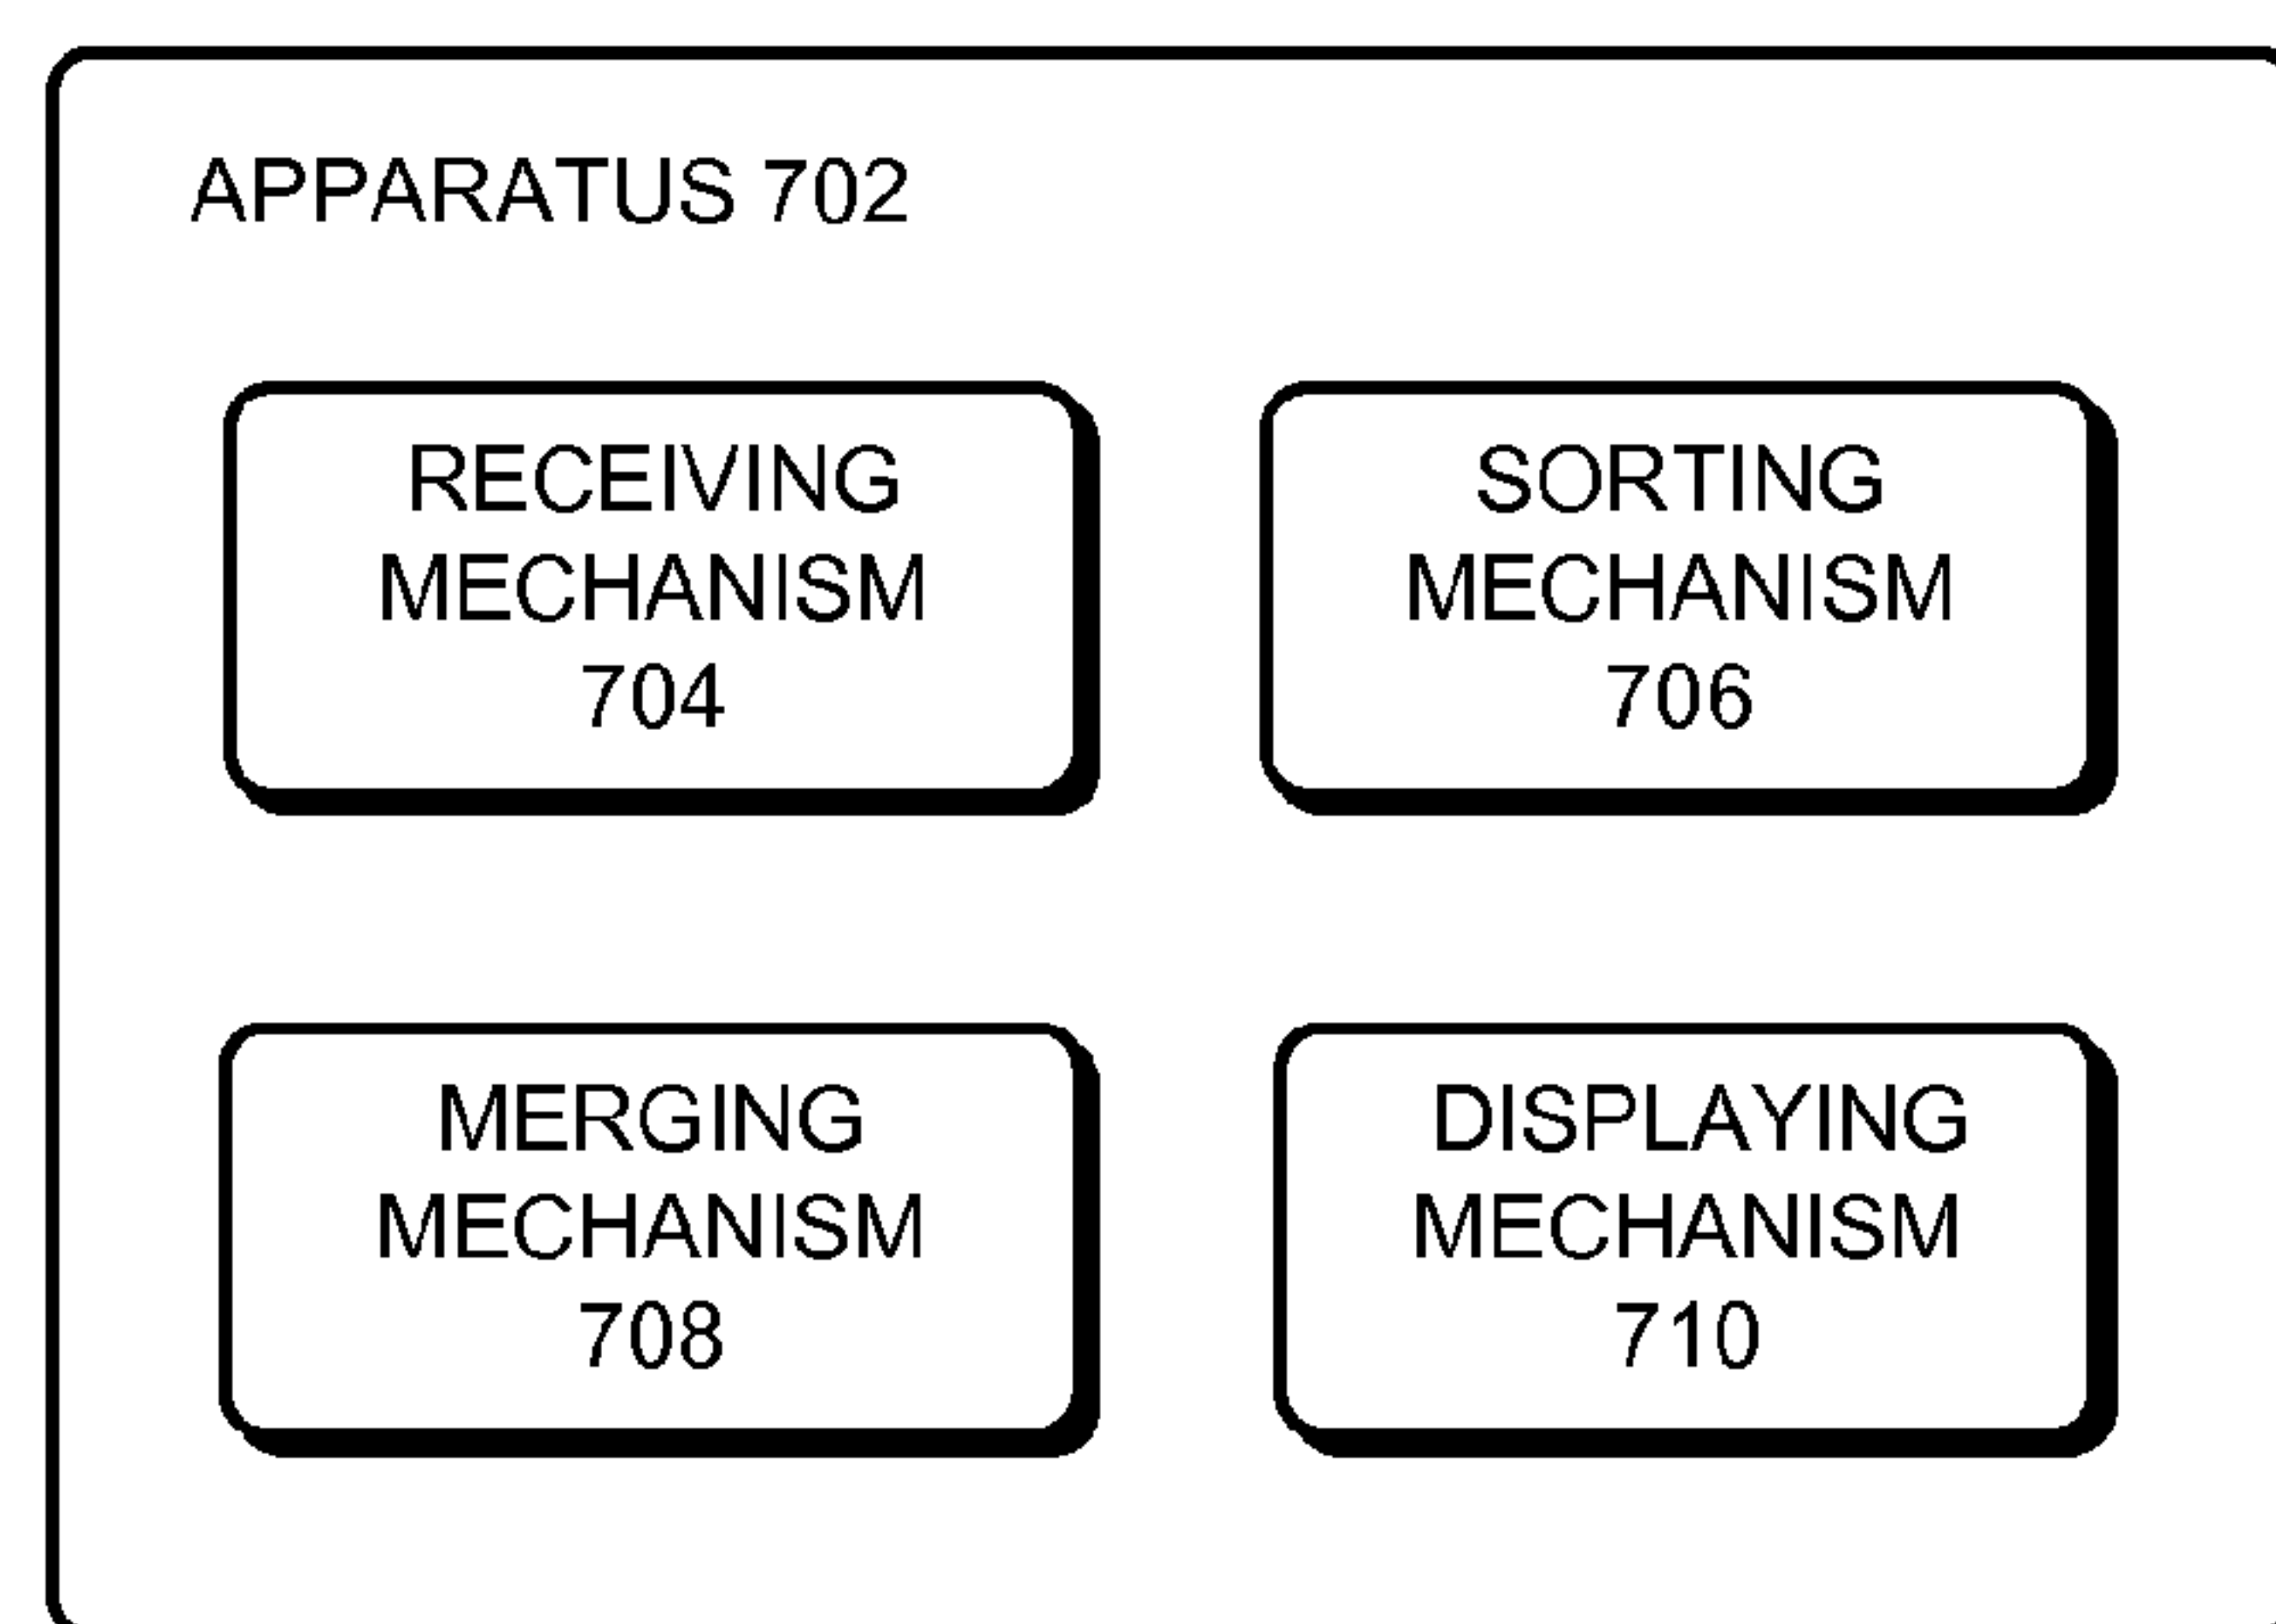 APPARATUS 702
RECEIVING
MECHANISM
704
SORTING
MECHANISM
706
MERGING
MECHANISM
708
DISPLAYING
MECHANISM
710